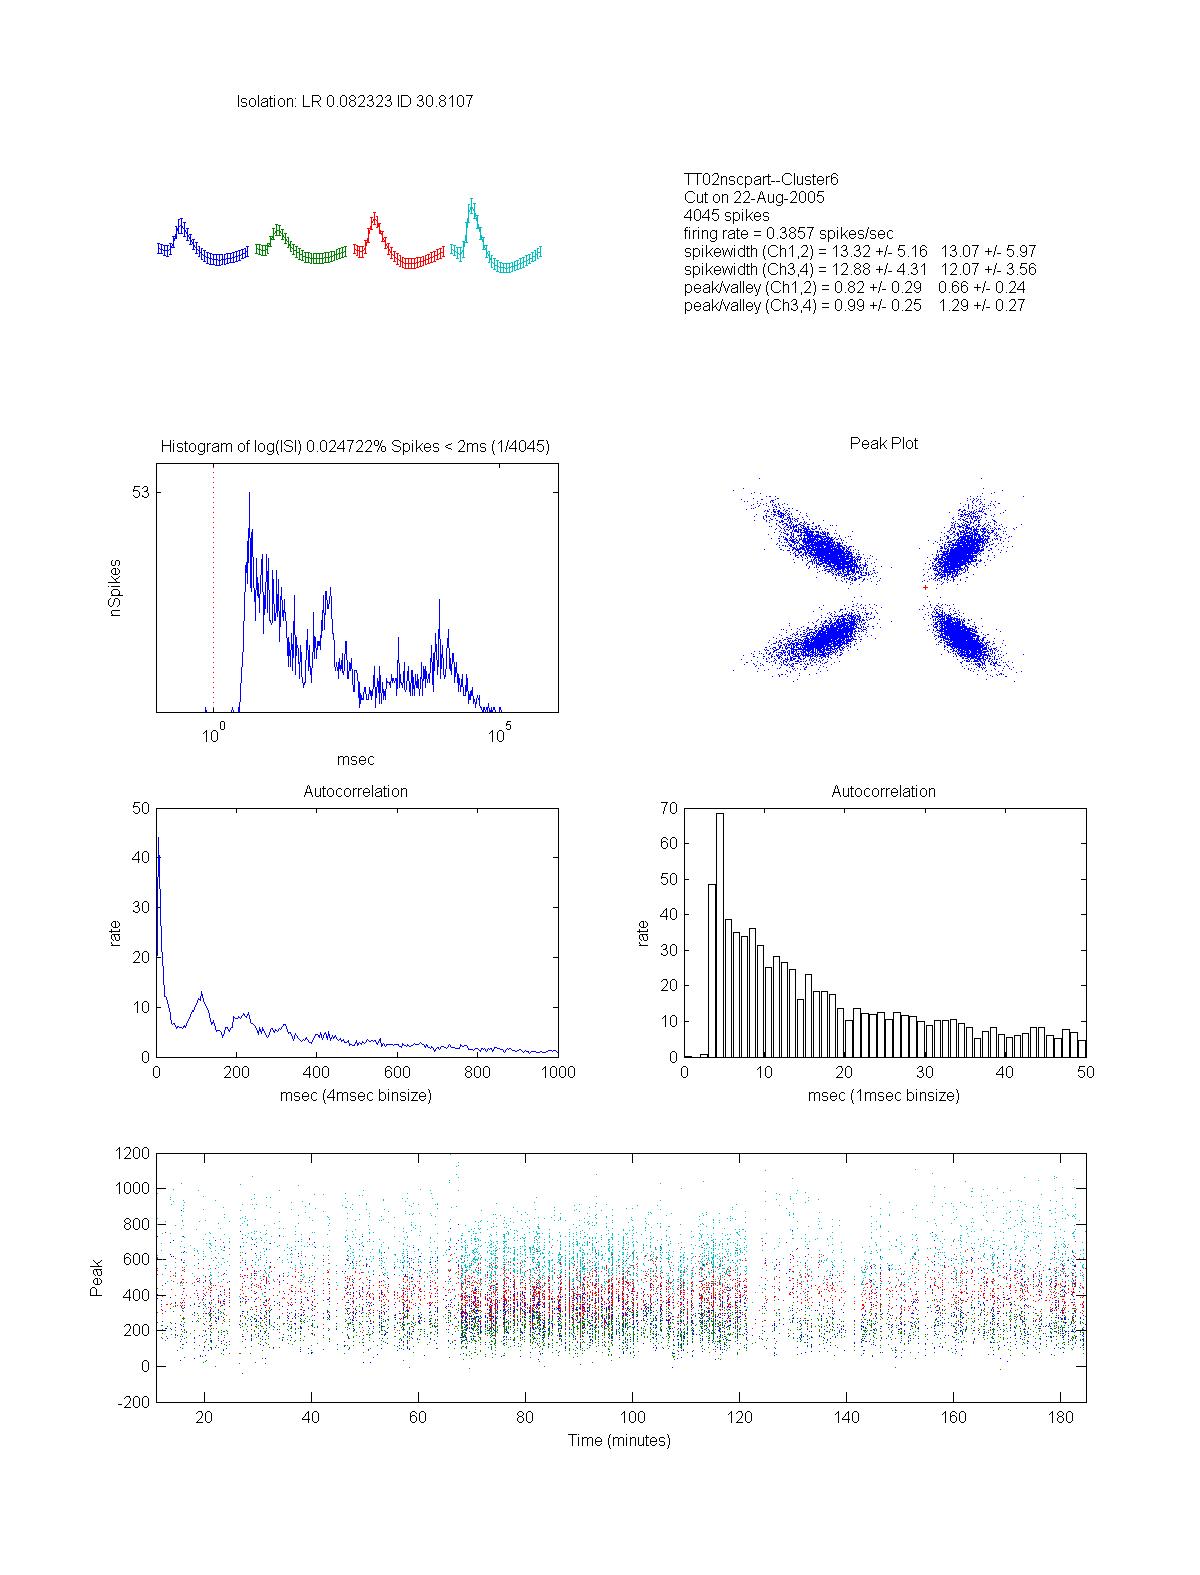 Isolation: LR 0.082323 ID 30.8107
TT02nscpart--Cluster6
Cut on 22-Aug-2005
4045 spikes
firing rate = 0.3857 spikes/sec
spikewidth (Ch1,2) = 13.32 +/- 5.16 13.07 +/- 5.97
spikewidth (Ch3,4) = 12.88 +/- 4.31 12.07 +/- 3.56
peak/valley (Ch1,2) = 0.82 +/- 0.29 0.66 +/- 0.24
peak/valley (Ch3,4) = 0.99 +/- 0.25 1.29 +/- 0.27
Histogram of log(ISI) 0.024722% Spikes < 2ms (1/4045)
53
nSpikes
10^0 10^5
msec
Peak Plot
Autocorrelation
50
40
30
20
10
0
rate
0 200 400 600 800 1000
msec (4msec binsize)
Autocorrelation
70
60
50
40
30
20
10
0
rate
0 10 20 30 40 50
msec (1msec binsize)
1200
1000
800
600
400
200
0
-200
Peak
20 40 60 80 100 120 140 160 180
Time (minutes)